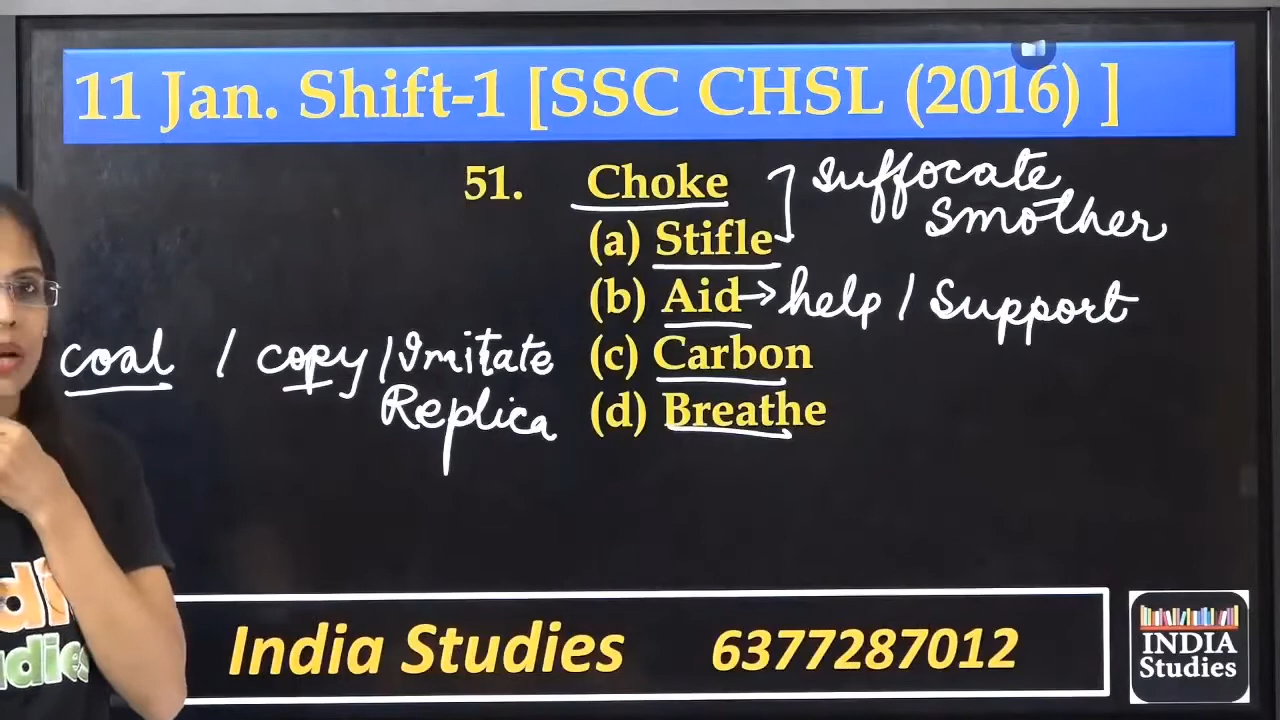 11 Jan. Shift-1 [SSC CHSL (2016) ]
51. Choke
suffocate
smother
(a) Stifle
(b) Aid → help / Support
(c) Carbon
coal / copy / Imitate
Replica
(d) Breathe
India Studies 6377287012
INDIA
Studies